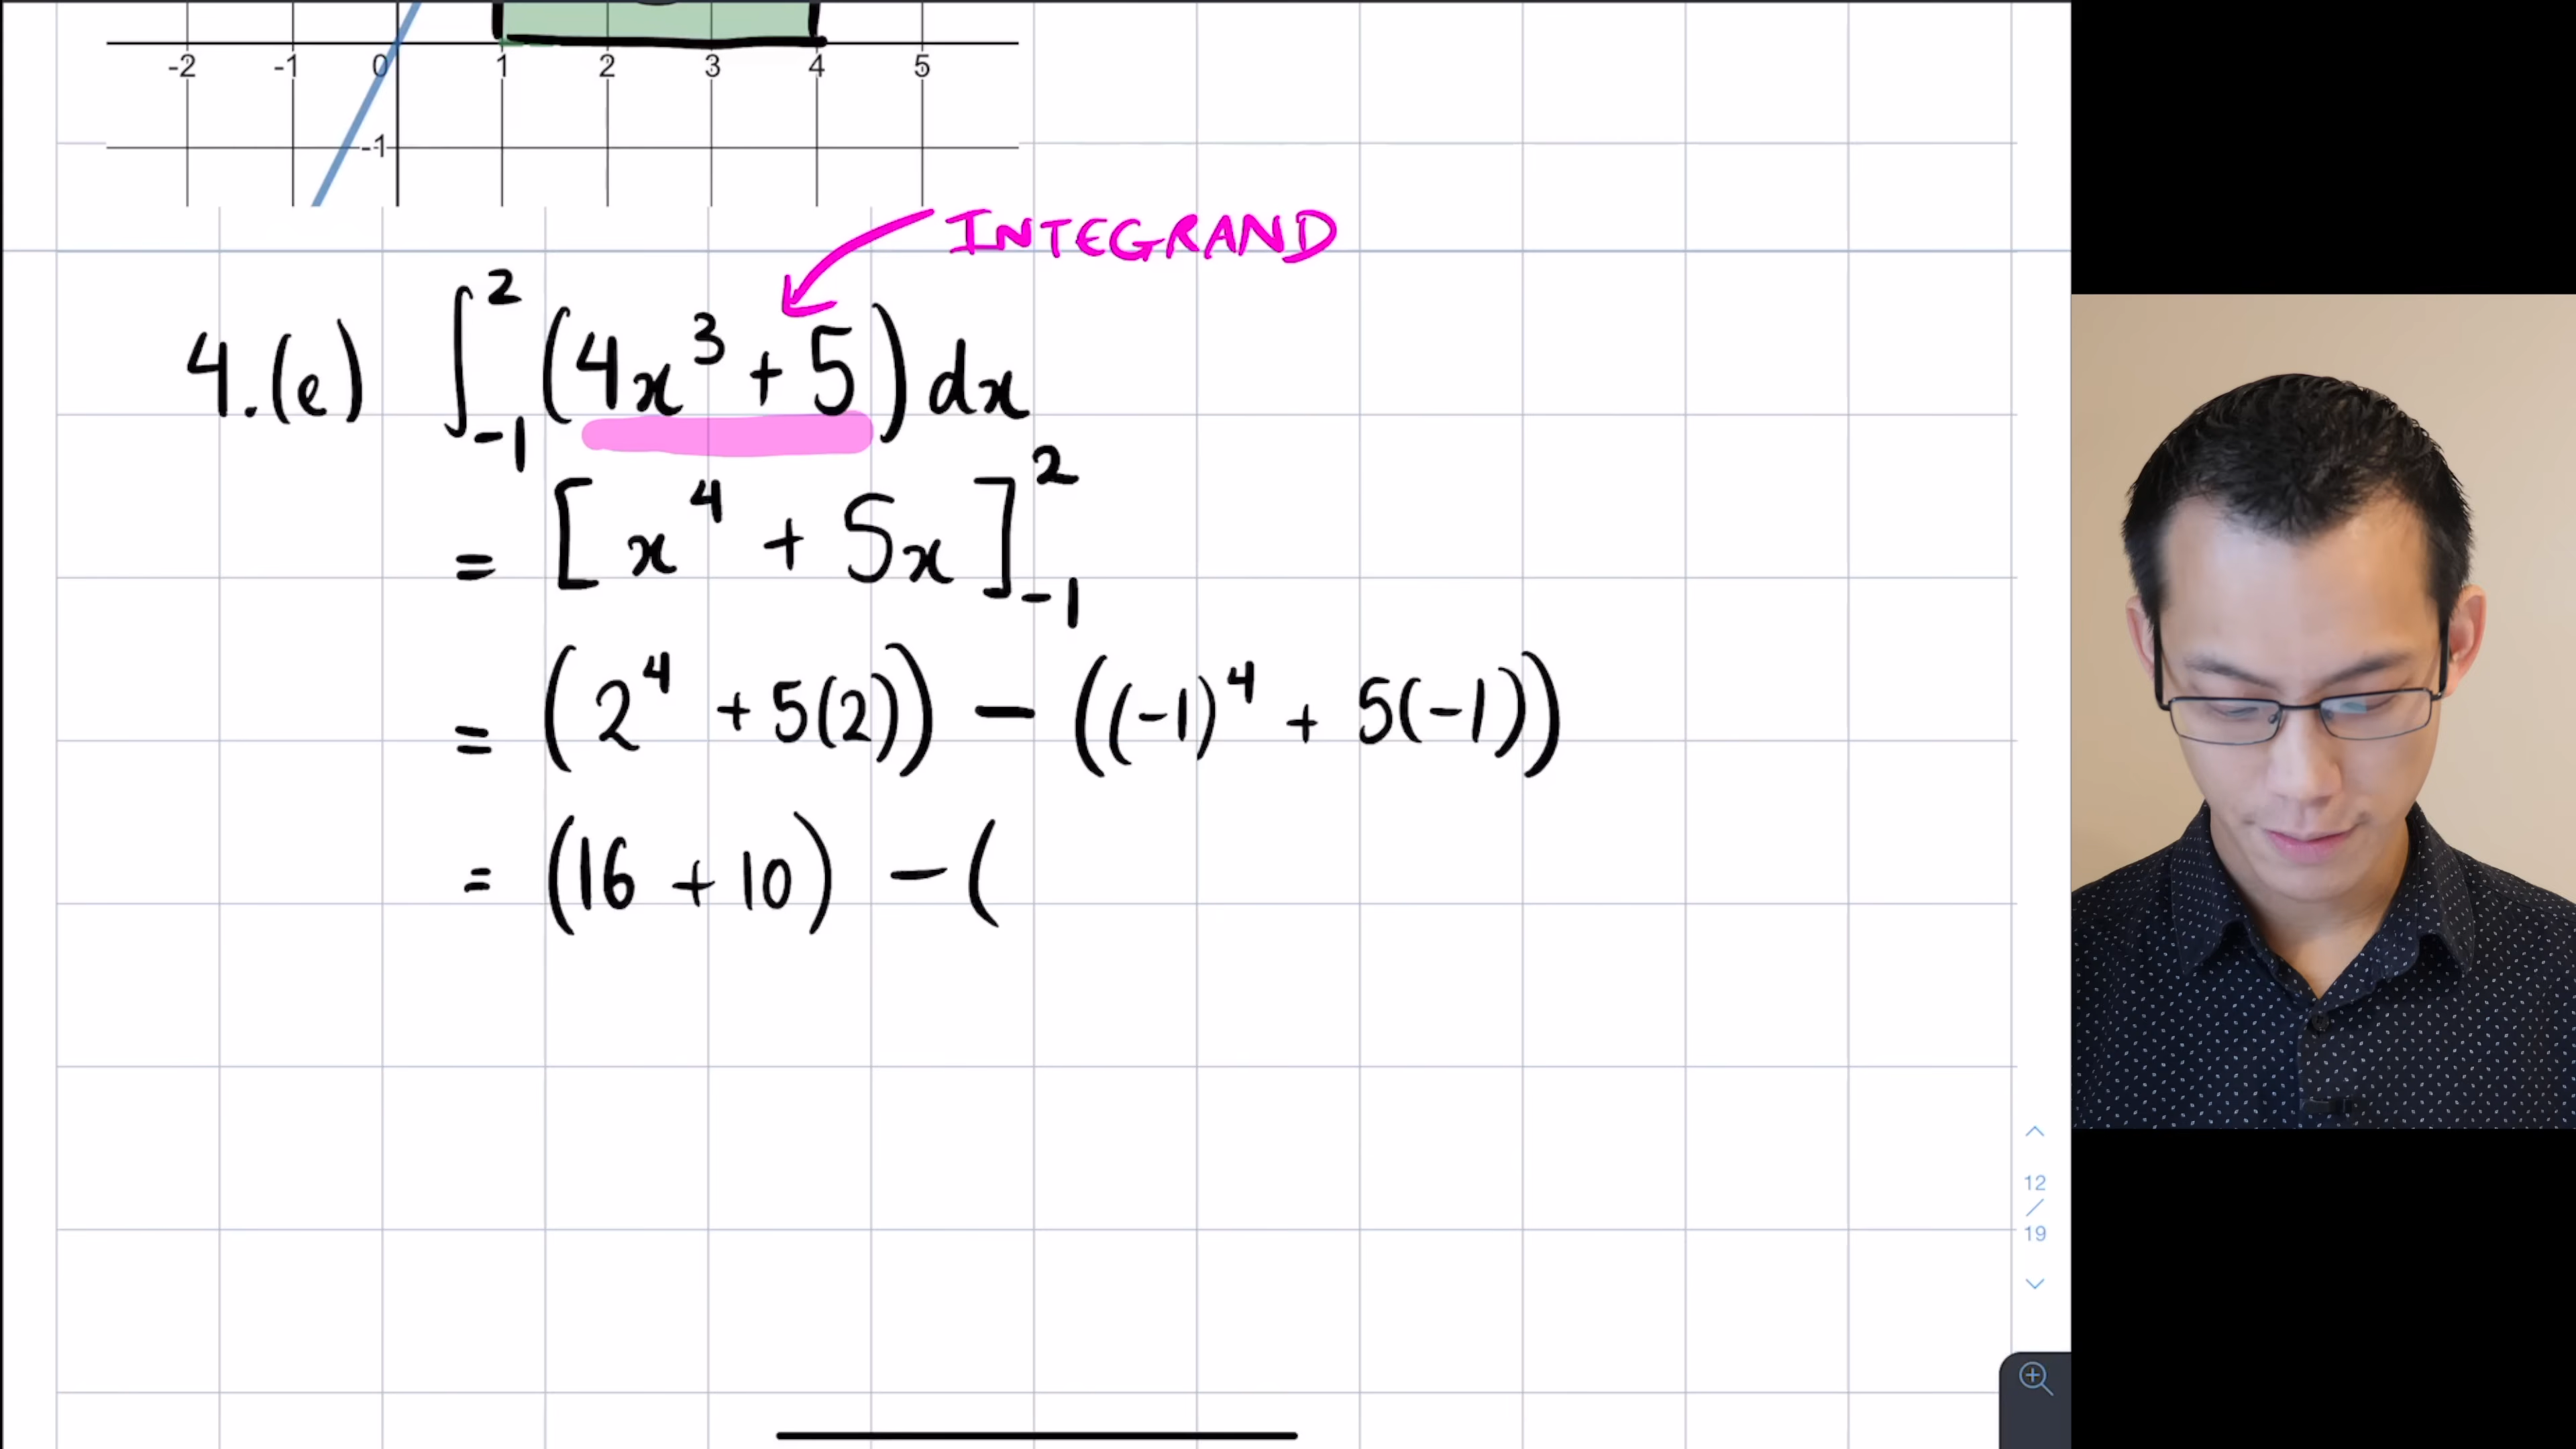 -2 -1 0 1 2 3 4 5
-1
INTEGRAND
4.(e) ∫₋₁² (4x³ + 5) dx
= [x⁴ + 5x]₋₁²
= (2⁴ + 5(2)) - ((-1)⁴ + 5(-1))
= (16 + 10) - (
12
/
19